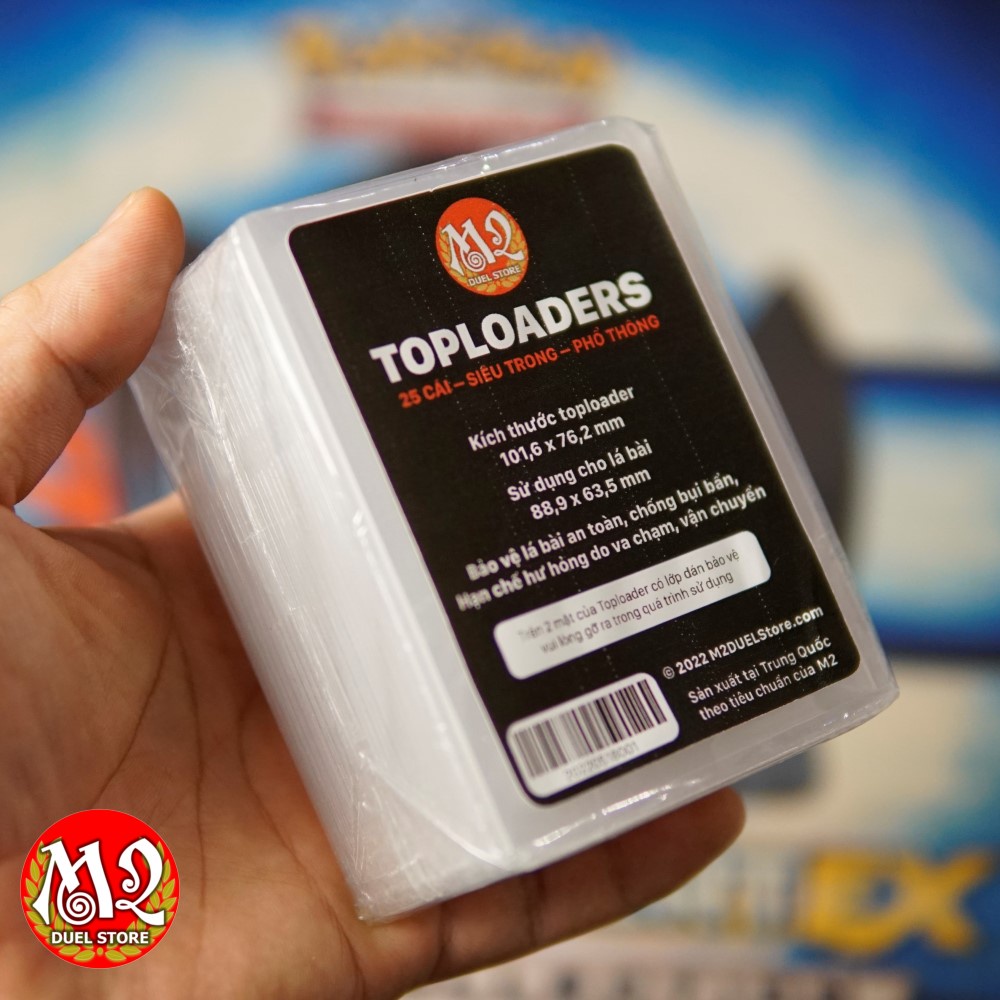 M2
DUEL STORE
TOPLOADERS
25 CÁI – SIÊU TRONG – PHỔ THÔNG
Kích thước toploader
101,6 x 76,2 mm
Sử dụng cho lá bài
88,9 x 63,5 mm
Bảo vệ lá bài an toàn, chống bụi bẩn,
Hạn chế hư hỏng do va chạm, vận chuyển
Trên 2 mặt của Toploader có lớp dán bảo vệ
vui lòng gỡ ra trong quá trình sử dụng
© 2022 M2DUELStore.com
Sản xuất tại Trung Quốc
theo tiêu chuẩn của M2
EX
M2
DUEL STORE